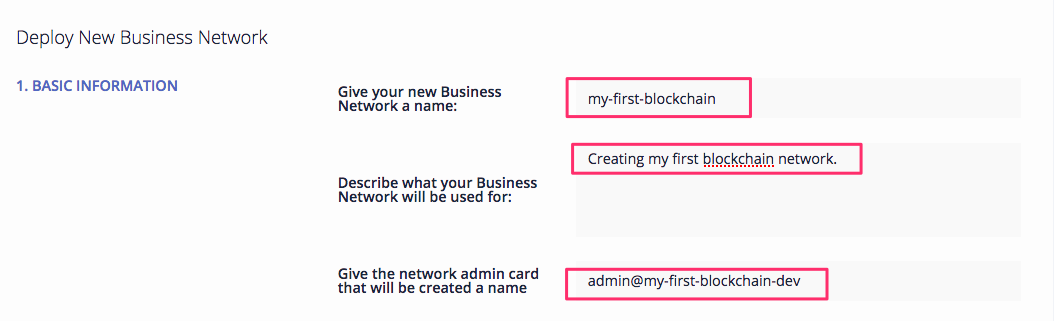 Deploy New Business Network
1. BASIC INFORMATION
Give your new Business
Network a name:
my-first-blockchain
Describe what your Business
Network will be used for:
Creating my first blockchain network.
Give the network admin card
that will be created a name
admin@my-first-blockchain-dev